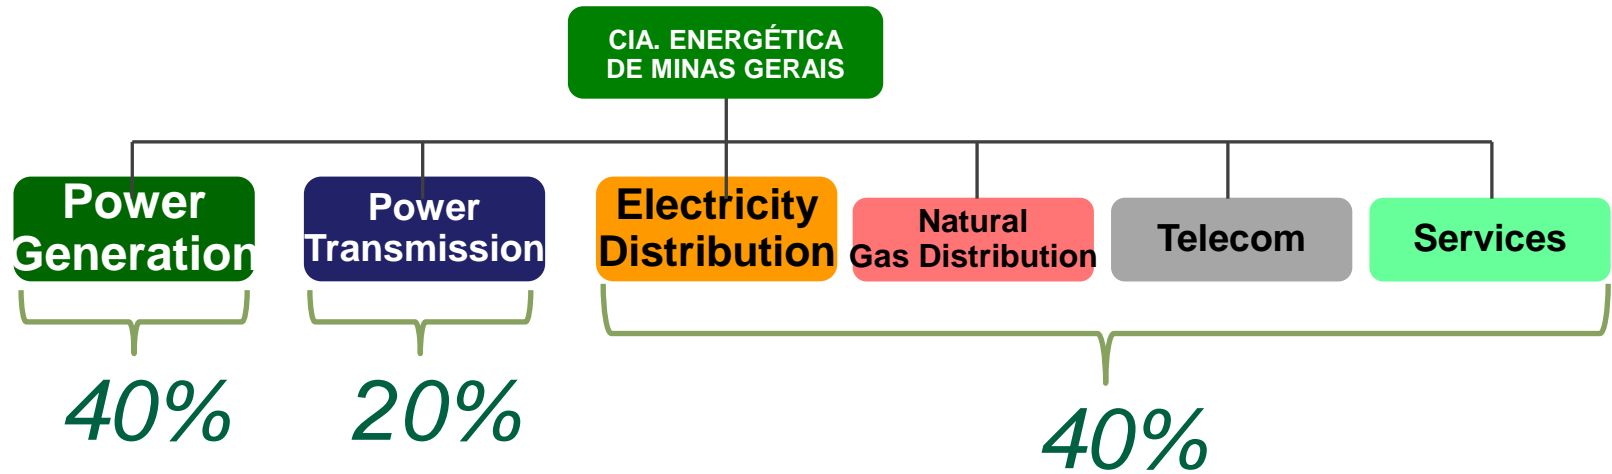 CIA. ENERGÉTICA
DE MINAS GERAIS
Power
Generation
Power
Transmission
Electricity
Distribution
Natural
Gas Distribution
Telecom
Services
40%
20%
40%